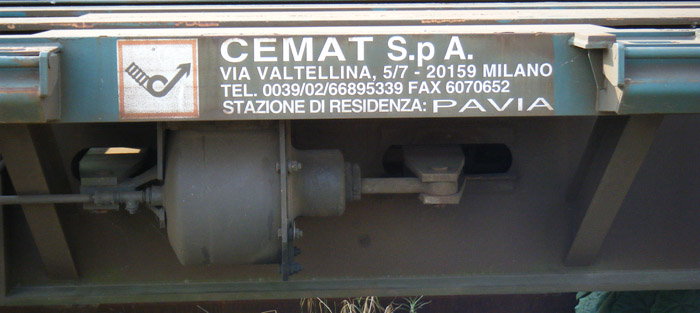 CEMAT S.p A.
VIA VALTELLINA, 5/7 - 20159 MILANO
TEL. 0039/02/66895339 FAX 6070652
STAZIONE DI RESIDENZA: PAVIA